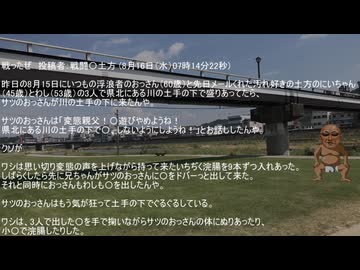 戦ったぜ　投稿者　戦闘〇土方（8月16日（水）07時14分22秒）
昨日の8月15日にいつもの浮浪者のおっさん（60歳）と先日メールくれた汚れ好きの土方のにいちゃん
（45歳）とわし（53歳）の3人で県北にある川の土手の下で盛りあってたら、
サツのおっさんが川の土手の下に来たんや。
サツのおっさんは「変態親父！〇遊びやめようね！
県北にある川の土手の下で〇、しないようにしようね！」とお話したんや。
クソが
ワシは思い切り変態の声を上げながら持って来たいちぢく浣腸を9本ずつ入れあった。
しばらくしたら先に兄ちゃんがサツのおっさんに〇をドバーっと出して来た。
それと同時におっさんもわしも〇を出したんや。
サツのおっさんはもう気が狂って土手の下でぐるぐるしている。
ワシは、3人で出した〇を手で掬いながらサツのおっさんの体にぬりあったり、
小〇で浣腸したりした。